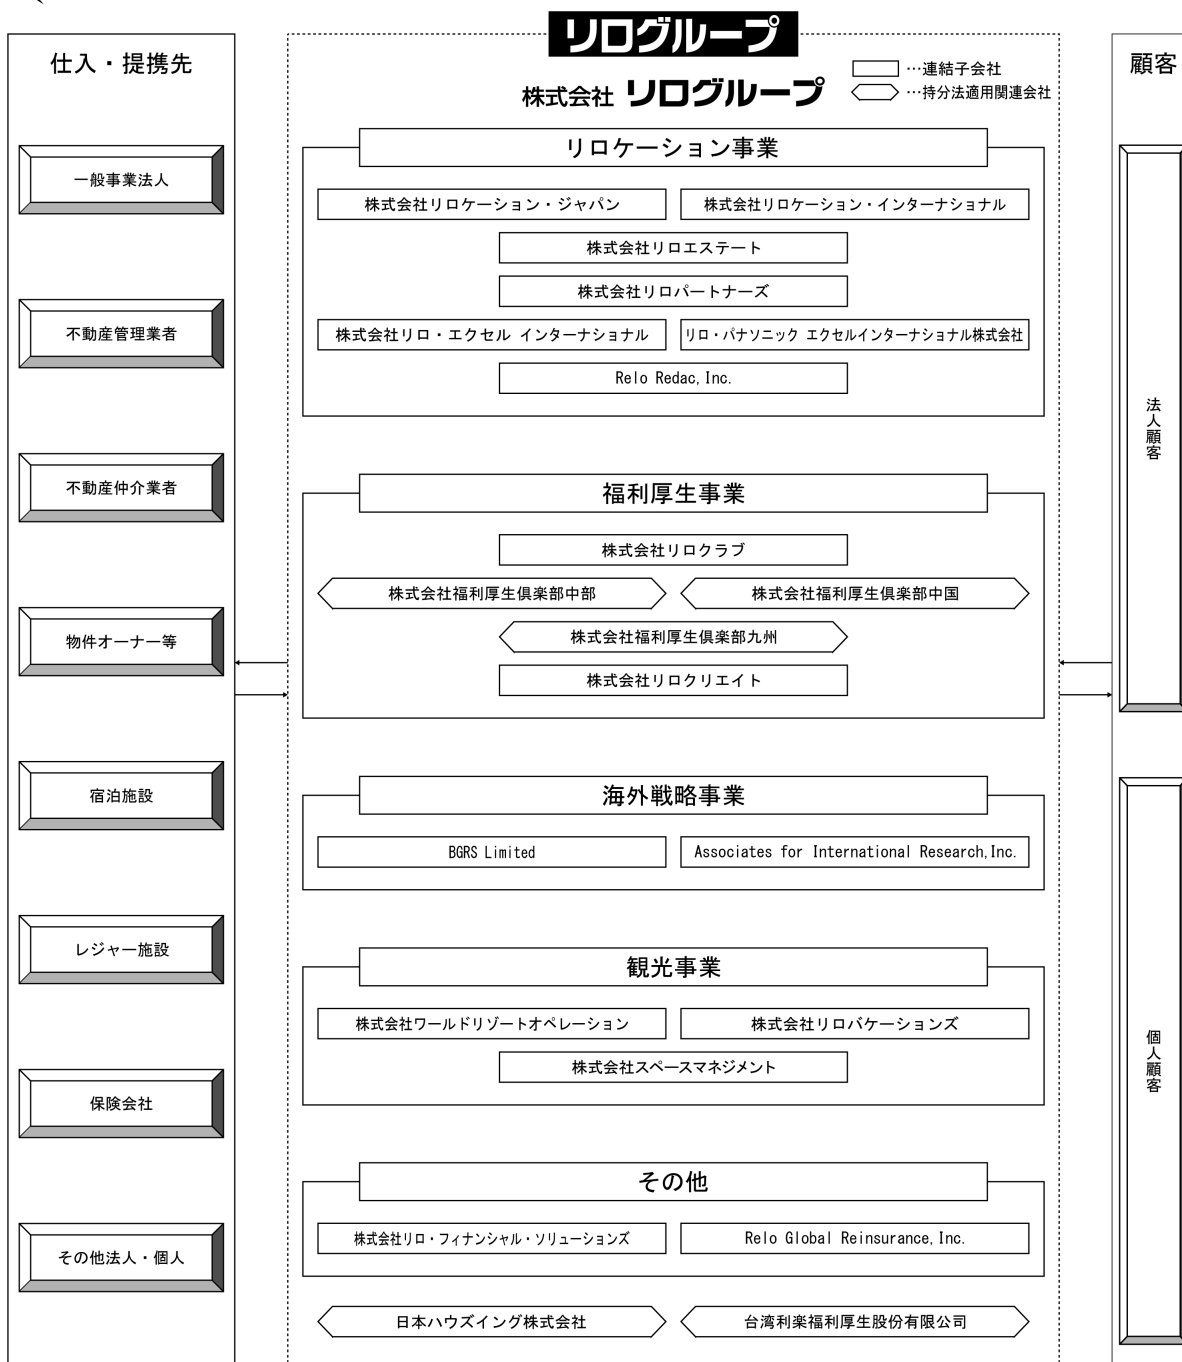 仕入・提携先
一般事業法人
不動産管理業者
不動産仲介業者
物件オーナー等
宿泊施設
レジャー施設
保険会社
その他法人・個人
リログループ
株式会社 リログループ
…連結子会社
…持分法適用関連会社
リロケーション事業
株式会社リロケーション・ジャパン
株式会社リロケーション・インターナショナル
株式会社リロエステート
株式会社リロパートナーズ
株式会社リロ・エクセル インターナショナル
リロ・パナソニック エクセルインターナショナル株式会社
Relo Redac, Inc.
福利厚生事業
株式会社リロクラブ
株式会社福利厚生倶楽部中部
株式会社福利厚生倶楽部中国
株式会社福利厚生倶楽部九州
株式会社リロクリエイト
海外戦略事業
BGRS Limited
Associates for International Research, Inc.
観光事業
株式会社ワールドリゾートオペレーション
株式会社リロバケーションズ
株式会社スペースマネジメント
その他
株式会社リロ・フィナンシャル・ソリューションズ
Relo Global Reinsurance, Inc.
日本ハウズイング株式会社
台湾利楽福利厚生股份有限公司
顧客
法人顧客
個人顧客